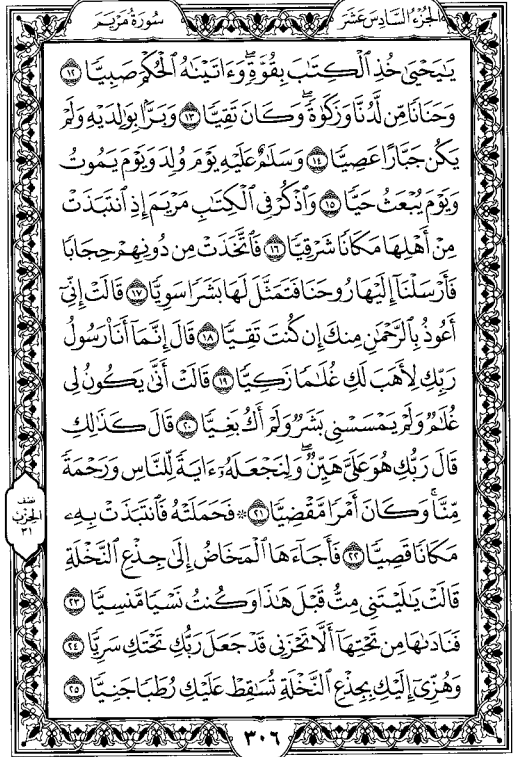 الجزء السادس عشر
سورة مريم
يَٰيَحْيَىٰ خُذِ ٱلْكِتَٰبَ بِقُوَّةٍۖ وَءَاتَيْنَٰهُ ٱلْحُكْمَ صَبِيًّا ١٢
وَحَنَانًا مِّن لَّدُنَّا وَزَكَوٰةًۖ وَكَانَ تَقِيًّا ١٣ وَبَرًّۢا بِوَٰلِدَيْهِ وَلَمْ
يَكُن جَبَّارًا عَصِيًّا ١٤ وَسَلَٰمٌ عَلَيْهِ يَوْمَ وُلِدَ وَيَوْمَ يَمُوتُ
وَيَوْمَ يُبْعَثُ حَيًّا ١٥ وَٱذْكُرْ فِى ٱلْكِتَٰبِ مَرْيَمَ إِذِ ٱنتَبَذَتْ
مِنْ أَهْلِهَا مَكَانًا شَرْقِيًّا ١٦ فَٱتَّخَذَتْ مِن دُونِهِمْ حِجَابًا
فَأَرْسَلْنَآ إِلَيْهَا رُوحَنَا فَتَمَثَّلَ لَهَا بَشَرًا سَوِيًّا ١٧ قَالَتْ إِنِّىٓ
أَعُوذُ بِٱلرَّحْمَٰنِ مِنكَ إِن كُنتَ تَقِيًّا ١٨ قَالَ إِنَّمَآ أَنَا۠ رَسُولُ
رَبِّكِ لِأَهَبَ لَكِ غُلَٰمًا زَكِيًّا ١٩ قَالَتْ أَنَّىٰ يَكُونُ لِى
غُلَٰمٌ وَلَمْ يَمْسَسْنِى بَشَرٌ وَلَمْ أَكُ بَغِيًّا ٢٠ قَالَ كَذَٰلِكِ
قَالَ رَبُّكِ هُوَ عَلَىَّ هَيِّنٌۖ وَلِنَجْعَلَهُۥٓ ءَايَةً لِّلنَّاسِ وَرَحْمَةً
مِّنَّاۚ وَكَانَ أَمْرًا مَّقْضِيًّا ٢١ ۞ فَحَمَلَتْهُ فَٱنتَبَذَتْ بِهِۦ
مَكَانًا قَصِيًّا ٢٢ فَأَجَآءَهَا ٱلْمَخَاضُ إِلَىٰ جِذْعِ ٱلنَّخْلَةِ
قَالَتْ يَٰلَيْتَنِى مِتُّ قَبْلَ هَٰذَا وَكُنتُ نَسْيًا مَّنسِيًّا ٢٣
فَنَادَىٰهَا مِن تَحْتِهَآ أَلَّا تَحْزَنِى قَدْ جَعَلَ رَبُّكِ تَحْتَكِ سَرِيًّا ٢٤
وَهُزِّىٓ إِلَيْكِ بِجِذْعِ ٱلنَّخْلَةِ تُسَٰقِطْ عَلَيْكِ رُطَبًا جَنِيًّا ٢٥
نصف
الحزب
٣١
٣٠٦